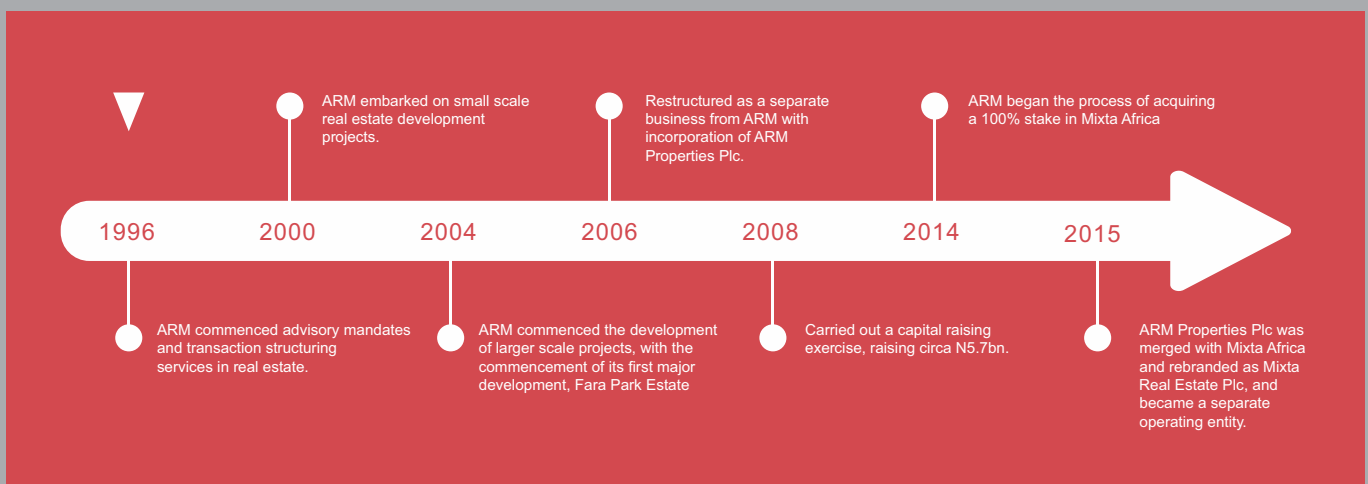 ARM embarked on small scale
real estate development
projects.
Restructured as a separate
business from ARM with
incorporation of ARM
Properties Plc.
ARM began the process of acquiring
a 100% stake in Mixta Africa
1996
2000
2004
2006
2008
2014
2015
ARM commenced advisory mandates
and transaction structuring
services in real estate.
ARM commenced the development
of larger scale projects, with the
commencement of its first major
development, Fara Park Estate
Carried out a capital raising
exercise, raising circa N5.7bn.
ARM Properties Plc was
merged with Mixta Africa
and rebranded as Mixta
Real Estate Plc, and
became a separate
operating entity.